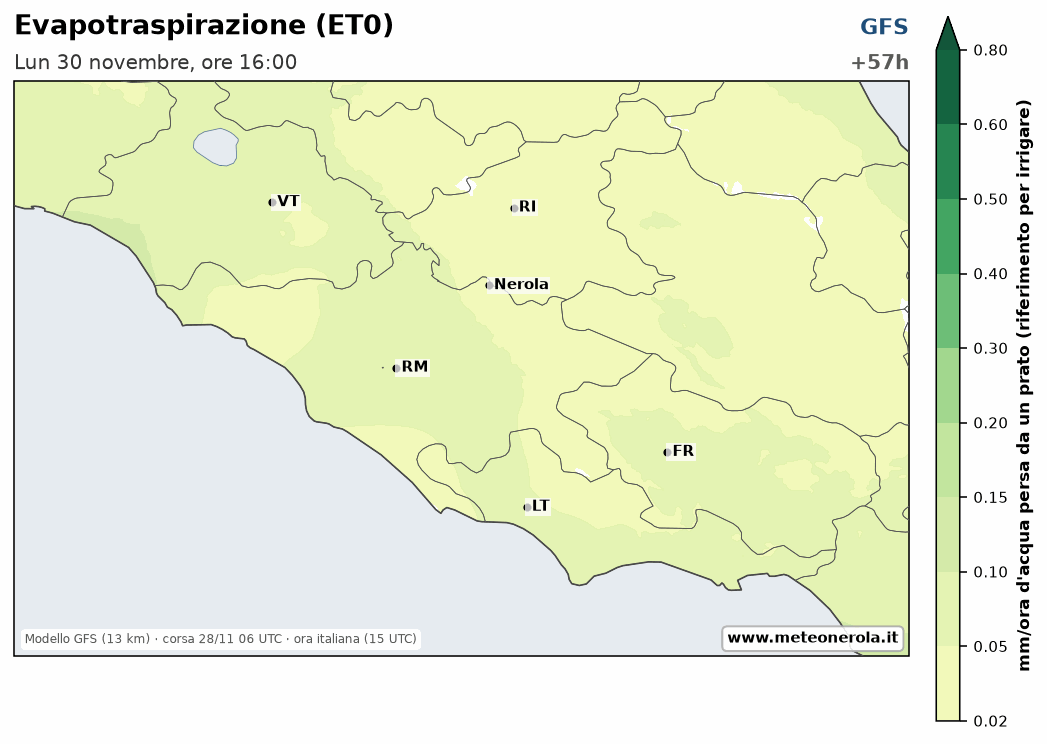 Evapotraspirazione (ET0)
GFS
Lun 30 novembre, ore 16:00
+57h
VT
RI
Nerola
RM
FR
LT
Modello GFS (13 km) · corsa 28/11 06 UTC · ora italiana (15 UTC)
www.meteonerola.it
0.80
0.60
0.50
0.40
0.30
0.20
0.15
0.10
0.05
0.02
mm/ora d'acqua persa da un prato (riferimento per irrigare)